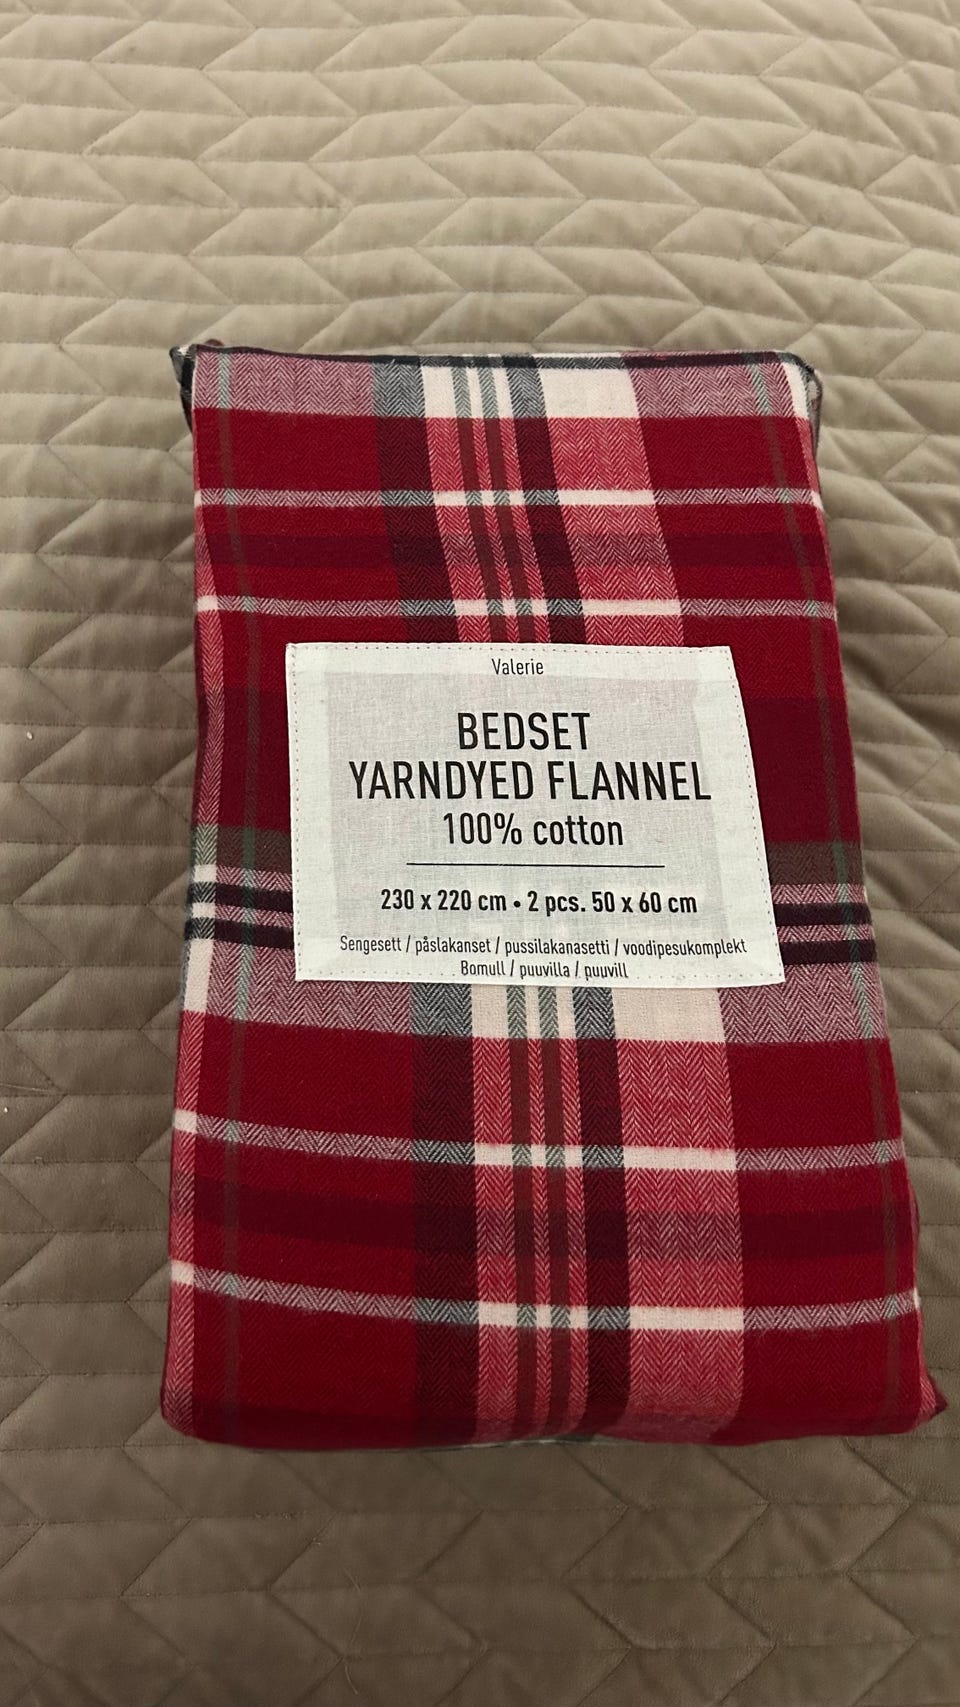 Valerie
BEDSET
YARNDYED FLANNEL
100% cotton
230 x 220 cm • 2 pcs. 50 x 60 cm
Sengesett / påslakanset / pussilakanasetti / voodipesukomplekt
Bomull / puuvilla / puuvill